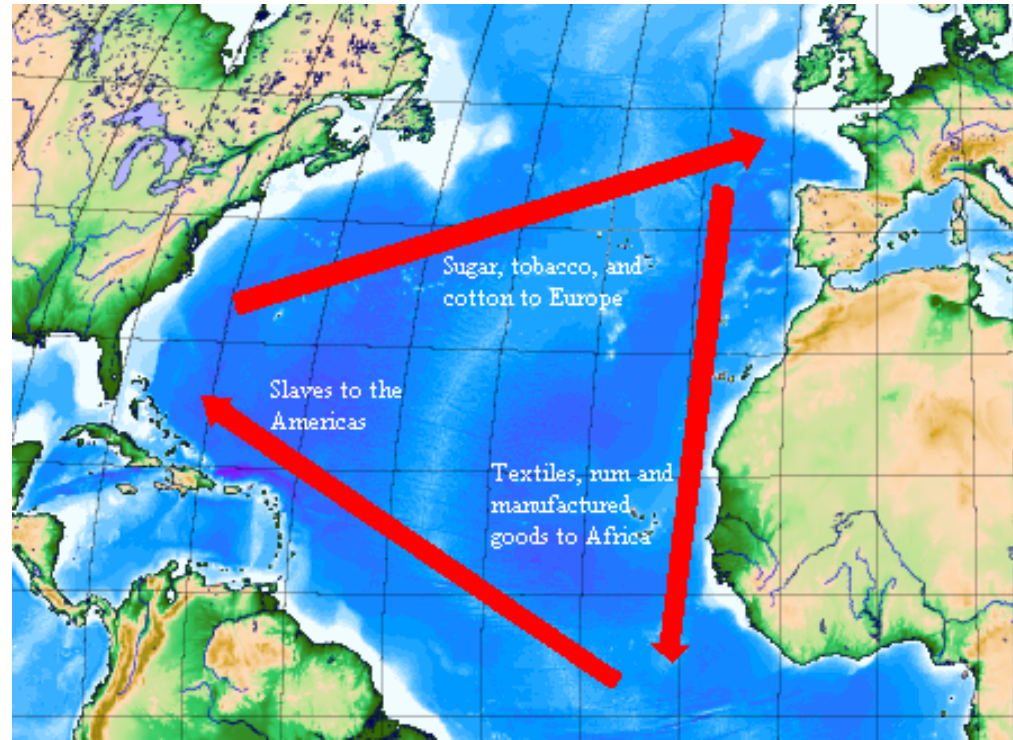 Sugar, tobacco, and
cotton to Europe
Slaves to the
Americas
Textiles, rum and
manufactured
goods to Africa